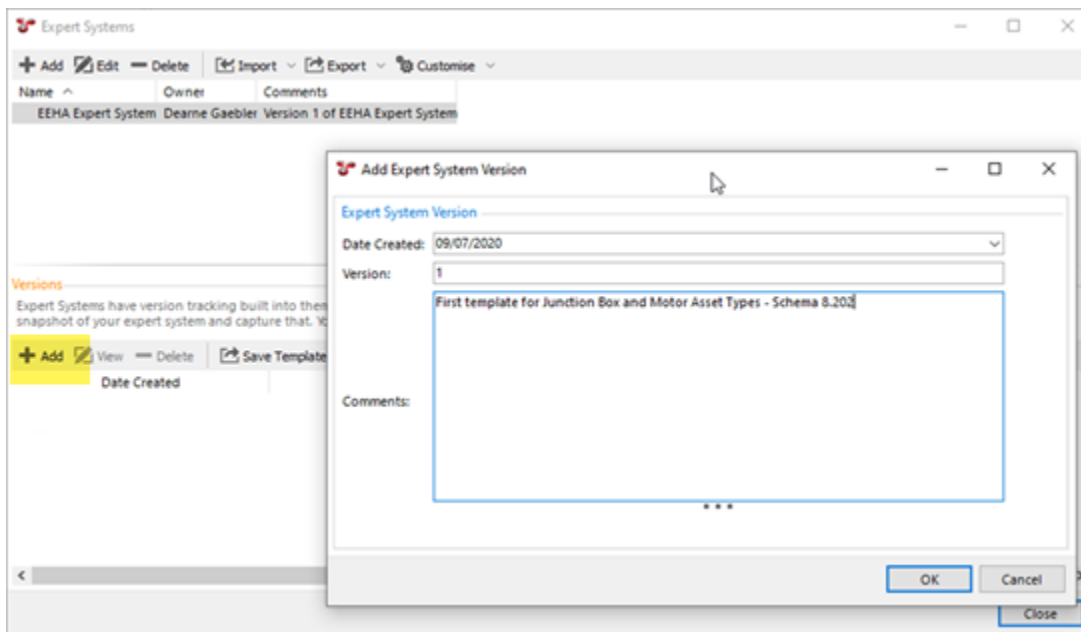 Expert Systems
Add Edit Delete Import Export Customise
Name Owner Comments
EEHA Expert System Dearne Gaebler Version 1 of EEHA Expert System
Add Expert System Version
Expert System Version
Date Created: 09/07/2020
Version: 1
First template for Junction Box and Motor Asset Types - Schema 8.202
Comments:
OK Cancel
Versions
Expert Systems have version tracking built into then
snapshot of your expert system and capture that.
Add View Delete Save Template
Date Created
Close